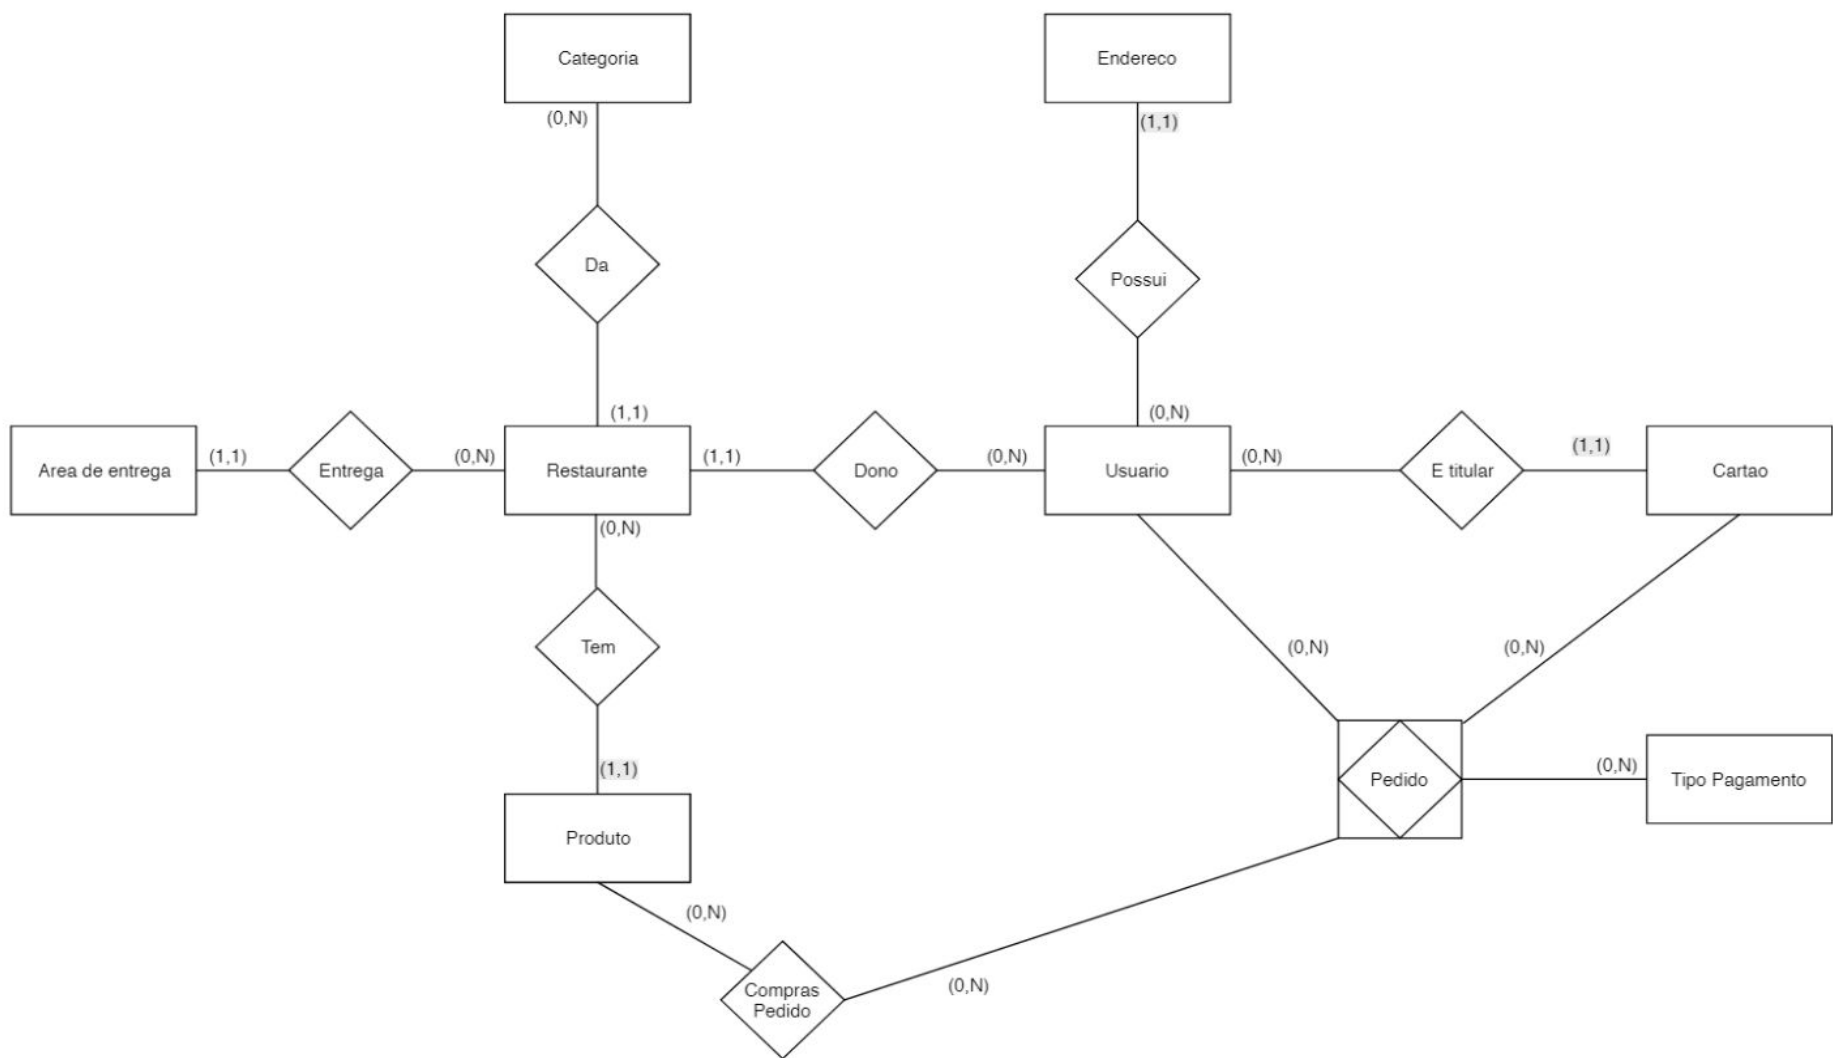 Categoria
Endereco
(0,N)
(1,1)
Da
Possui
(1,1)
(0,N)
Area de entrega
(1,1)
Entrega
(0,N)
Restaurante
(1,1)
Dono
(0,N)
Usuario
(0,N)
E titular
(1,1)
Cartao
(0,N)
Tem
(0,N)
(0,N)
(1,1)
Pedido
(0,N)
Tipo Pagamento
Produto
(0,N)
Compras
Pedido
(0,N)